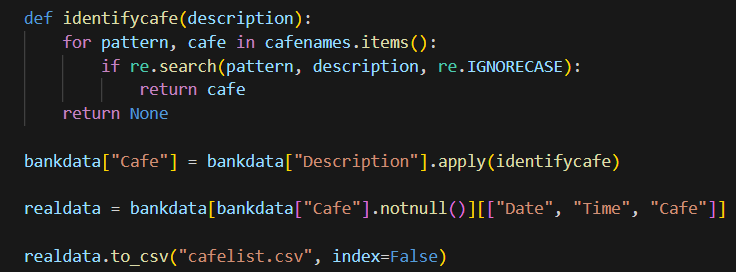 def identifycafe(description):
    for pattern, cafe in cafenames.items():
        if re.search(pattern, description, re.IGNORECASE):
            return cafe
    return None
bankdata["Cafe"] = bankdata["Description"].apply(identifycafe)
realdata = bankdata[bankdata["Cafe"].notnull()][["Date", "Time", "Cafe"]]
realdata.to_csv("cafelist.csv", index=False)